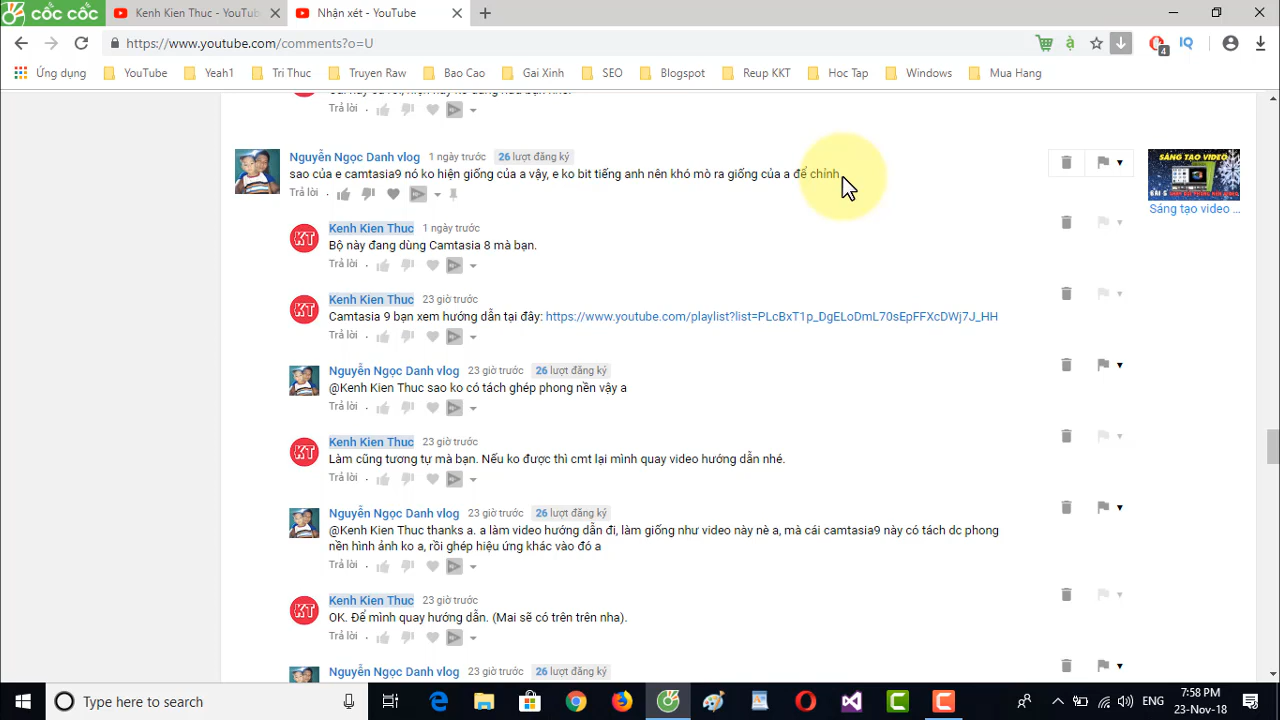 cốc cốc
Kenh Kien Thuc - YouTub
Nhận xét - YouTube
https://www.youtube.com/comments?o=U
4
IQ
Ứng dụng
YouTube
Yeah1
Tri Thuc
Truyen Raw
Bao Cao
Gai Xinh
SEO
Blogspot
Reup KKT
Hoc Tap
Windows
Mua Hang
Trả lời
Nguyễn Ngọc Danh vlog 1 ngày trước 26 lượt đăng ký
sao của e camtasia9 nó ko hiện giống của a vậy, e ko bit tiếng anh nên khó mò ra giống của a để chỉnh
Trả lời
SÁNG TẠO VIDEO
Sáng tạo video ...
KT
Kenh Kien Thuc 1 ngày trước
Bộ này đang dùng Camtasia 8 mà bạn.
Trả lời
KT
Kenh Kien Thuc 23 giờ trước
Camtasia 9 bạn xem hướng dẫn tại đây: https://www.youtube.com/playlist?list=PLcBxT1p_DgELoDmL70sEpFFXcDWj7J_HH
Trả lời
Nguyễn Ngọc Danh vlog 23 giờ trước 26 lượt đăng ký
@Kenh Kien Thuc sao ko có tách ghép phong nền vậy a
Trả lời
KT
Kenh Kien Thuc 23 giờ trước
Làm cũng tương tự mà bạn. Nếu ko được thì cmt lại mình quay video hướng dẫn nhé.
Trả lời
Nguyễn Ngọc Danh vlog 23 giờ trước 26 lượt đăng ký
@Kenh Kien Thuc thanks a. a làm video hướng dẫn đi, làm giống như video này nè a, mà cái camtasia9 này có tách dc phong
nền hình ảnh ko a, rồi ghép hiệu ứng khác vào đó a
Trả lời
KT
Kenh Kien Thuc 23 giờ trước
OK. Để mình quay hướng dẫn. (Mai sẽ có trên trên nha).
Trả lời
Nguyễn Ngọc Danh vlog 23 giờ trước 26 lượt đăng ký
Type here to search
ENG
7:58 PM
23-Nov-18